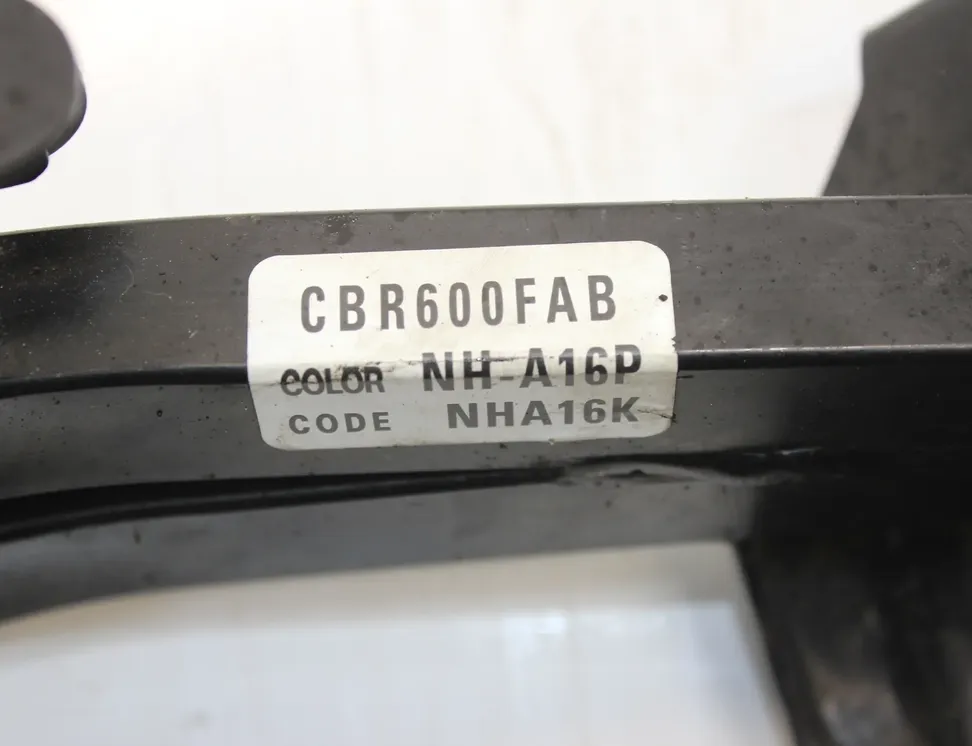 CBR600FAB
COLOR NH-A16P
CODE NHA16K